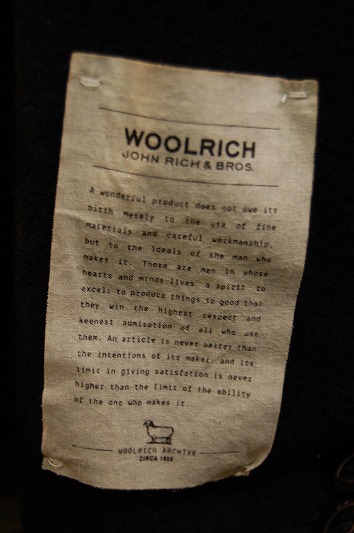 WOOLRICH
JOHN RICH & BROS.
A wonderful product does not owe its
birth merely to the use of fine
materials and careful workmanship,
but to the ideals of the man who
makes it. There are men in whose
hearts and minds lives a spirit to
excel; to produce things so good that
they win the highest respect and
keenest admiration of all who use
them. An article is never better than
the intentions of its maker, and its
limit in giving satisfation is never
higher than the limit of the ability
of the one who makes it.
WOOLRICH ARCHIVE
CIRCA